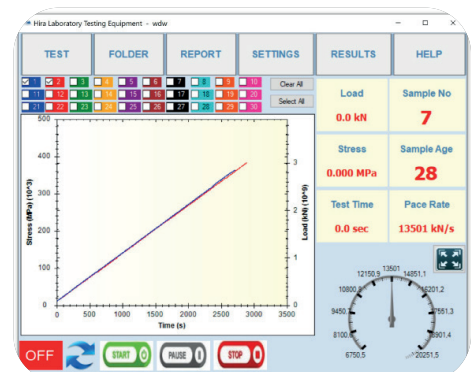 Hira Laboratory Testing Equipment - wdw
TEST FOLDER REPORT SETTINGS RESULTS HELP
1 2 3 4 5 6 7 8 9 10 Clear All
11 12 13 14 15 16 17 18 19 20 Select All
21 22 23 24 25 26 27 28 29 30
Load Sample No
0.0 kN 7
Stress Sample Age
0.000 MPa 28
Test Time Pace Rate
0.0 sec 13501 kN/s
500
400
300
200
100
0
Stress (MPa) (10^3)
3
2
1
0
Load (kN) (10^9)
0 500 1000 1500 2000 2500 3000 3500
Time (s)
13501
12150,9 14851,1
10800,8 16201,2
9450,7 17551,3
8100,6 18901,4
6750,5 20251,5
OFF START PAUSE STOP